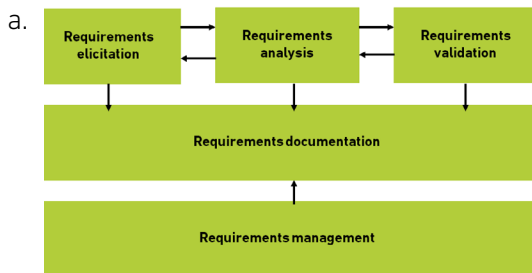 a.
Requirements
elicitation
Requirements
analysis
Requirements
validation
Requirements documentation
Requirements management